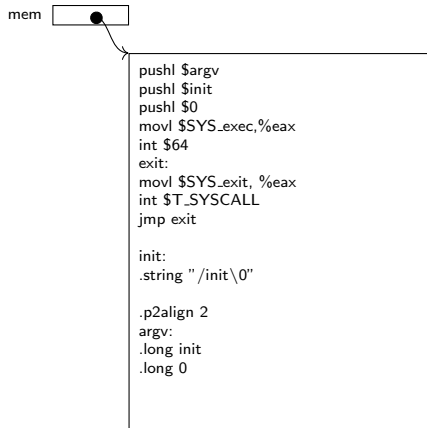 mem
pushl $argv
pushl $init
pushl $0
movl $SYS_exec,%eax
int $64
exit:
movl $SYS_exit, %eax
int $T_SYSCALL
jmp exit
init:
.string ”/init\0”
.p2align 2
argv:
.long init
.long 0